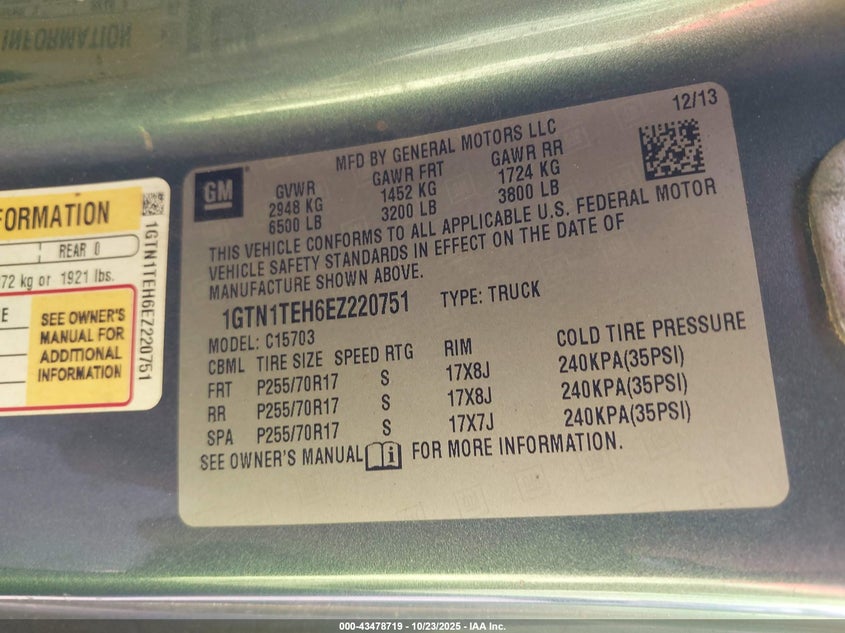 INFORMATION
FORMATION
REAR 0
72 kg or 1921 lbs.
SEE OWNER'S
MANUAL FOR
ADDITIONAL
INFORMATION
1GTN1TEH6EZ220751
GM
12/13
MFD BY GENERAL MOTORS LLC
GVWR GAWR FRT GAWR RR
2948 KG 1452 KG 1724 KG
6500 LB 3200 LB 3800 LB
THIS VEHICLE CONFORMS TO ALL APPLICABLE U.S. FEDERAL MOTOR
VEHICLE SAFETY STANDARDS IN EFFECT ON THE DATE OF
MANUFACTURE SHOWN ABOVE.
1GTN1TEH6EZ220751 TYPE: TRUCK
MODEL: C15703
CBML TIRE SIZE SPEED RTG RIM COLD TIRE PRESSURE
FRT P255/70R17 S 17X8J 240KPA(35PSI)
RR P255/70R17 S 17X8J 240KPA(35PSI)
SPA P255/70R17 S 17X7J 240KPA(35PSI)
SEE OWNER'S MANUAL FOR MORE INFORMATION.
000-43478719 - 10/23/2025 - IAA Inc.